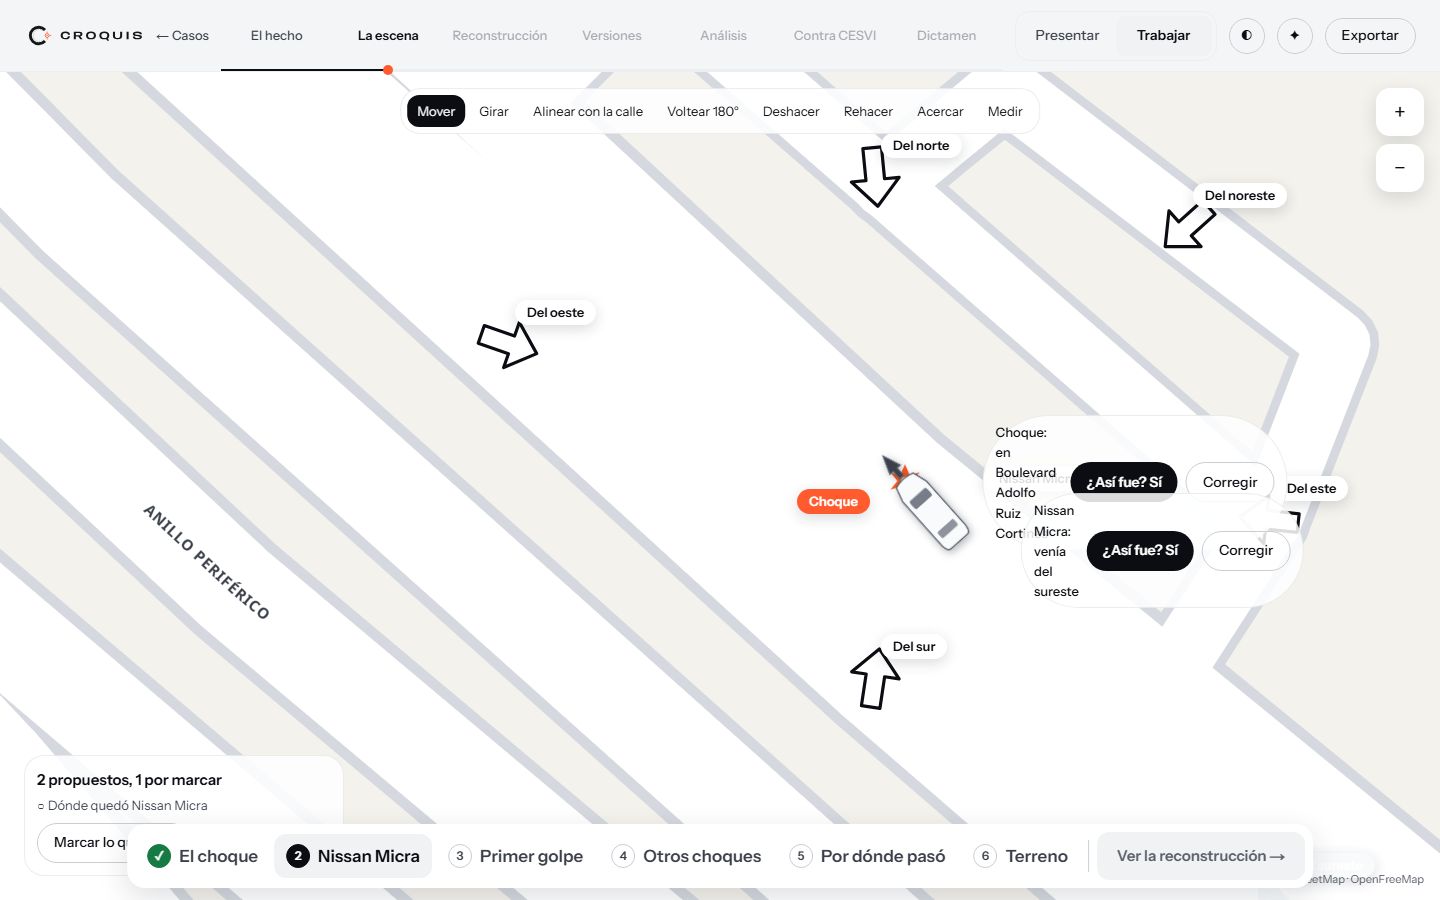 CROQUIS
← Casos
El hecho
La escena
Reconstrucción
Versiones
Análisis
Contra CESVI
Dictamen
Presentar
Trabajar
Exportar
Mover
Girar
Alinear con la calle
Voltear 180°
Deshacer
Rehacer
Acercar
Medir
+
−
Del norte
Del noreste
Del oeste
Choque:
en
Boulevard
Adolfo
Ruiz
¿Así fue? Sí
Corregir
Del este
Choque
Nissan
Micra:
venía
del
sureste
¿Así fue? Sí
Corregir
ANILLO PERIFÉRICO
Del sur
2 propuestos, 1 por marcar
○ Dónde quedó Nissan Micra
Marcar lo
✓ El choque
2 Nissan Micra
3 Primer golpe
4 Otros choques
5 Por dónde pasó
6 Terreno
Ver la reconstrucción →
OpenFreeMap